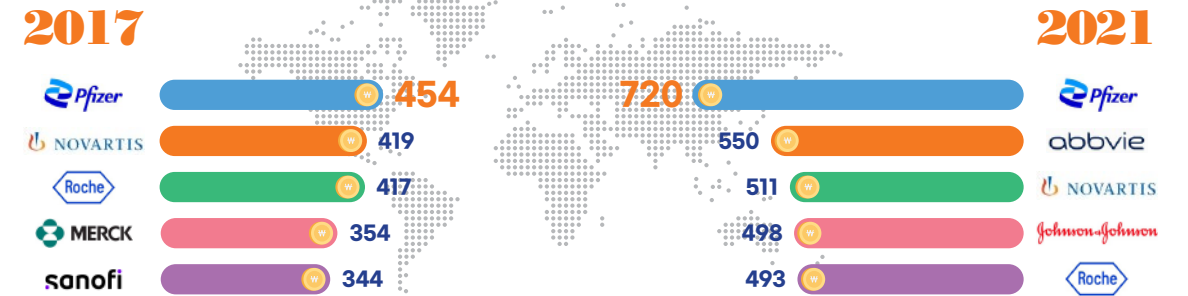 2017
2021
Pfizer
454
720
Pfizer
NOVARTIS
419
550
abbvie
Roche
417
511
NOVARTIS
MERCK
354
498
Johnson&Johnson
sanofi
344
493
Roche